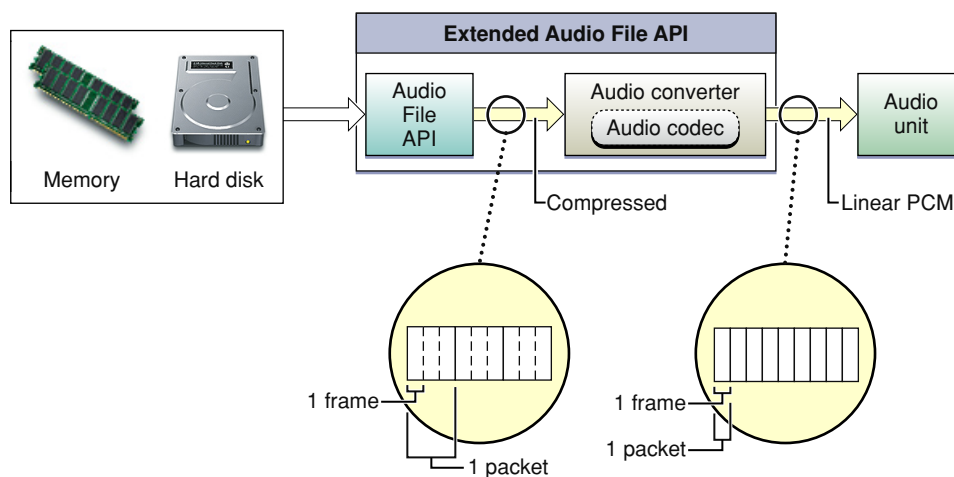 Extended Audio File API
Memory
Hard disk
Audio
File
API
Audio converter
Audio codec
Audio
unit
Compressed
Linear PCM
1 frame
1 packet
1 frame
1 packet